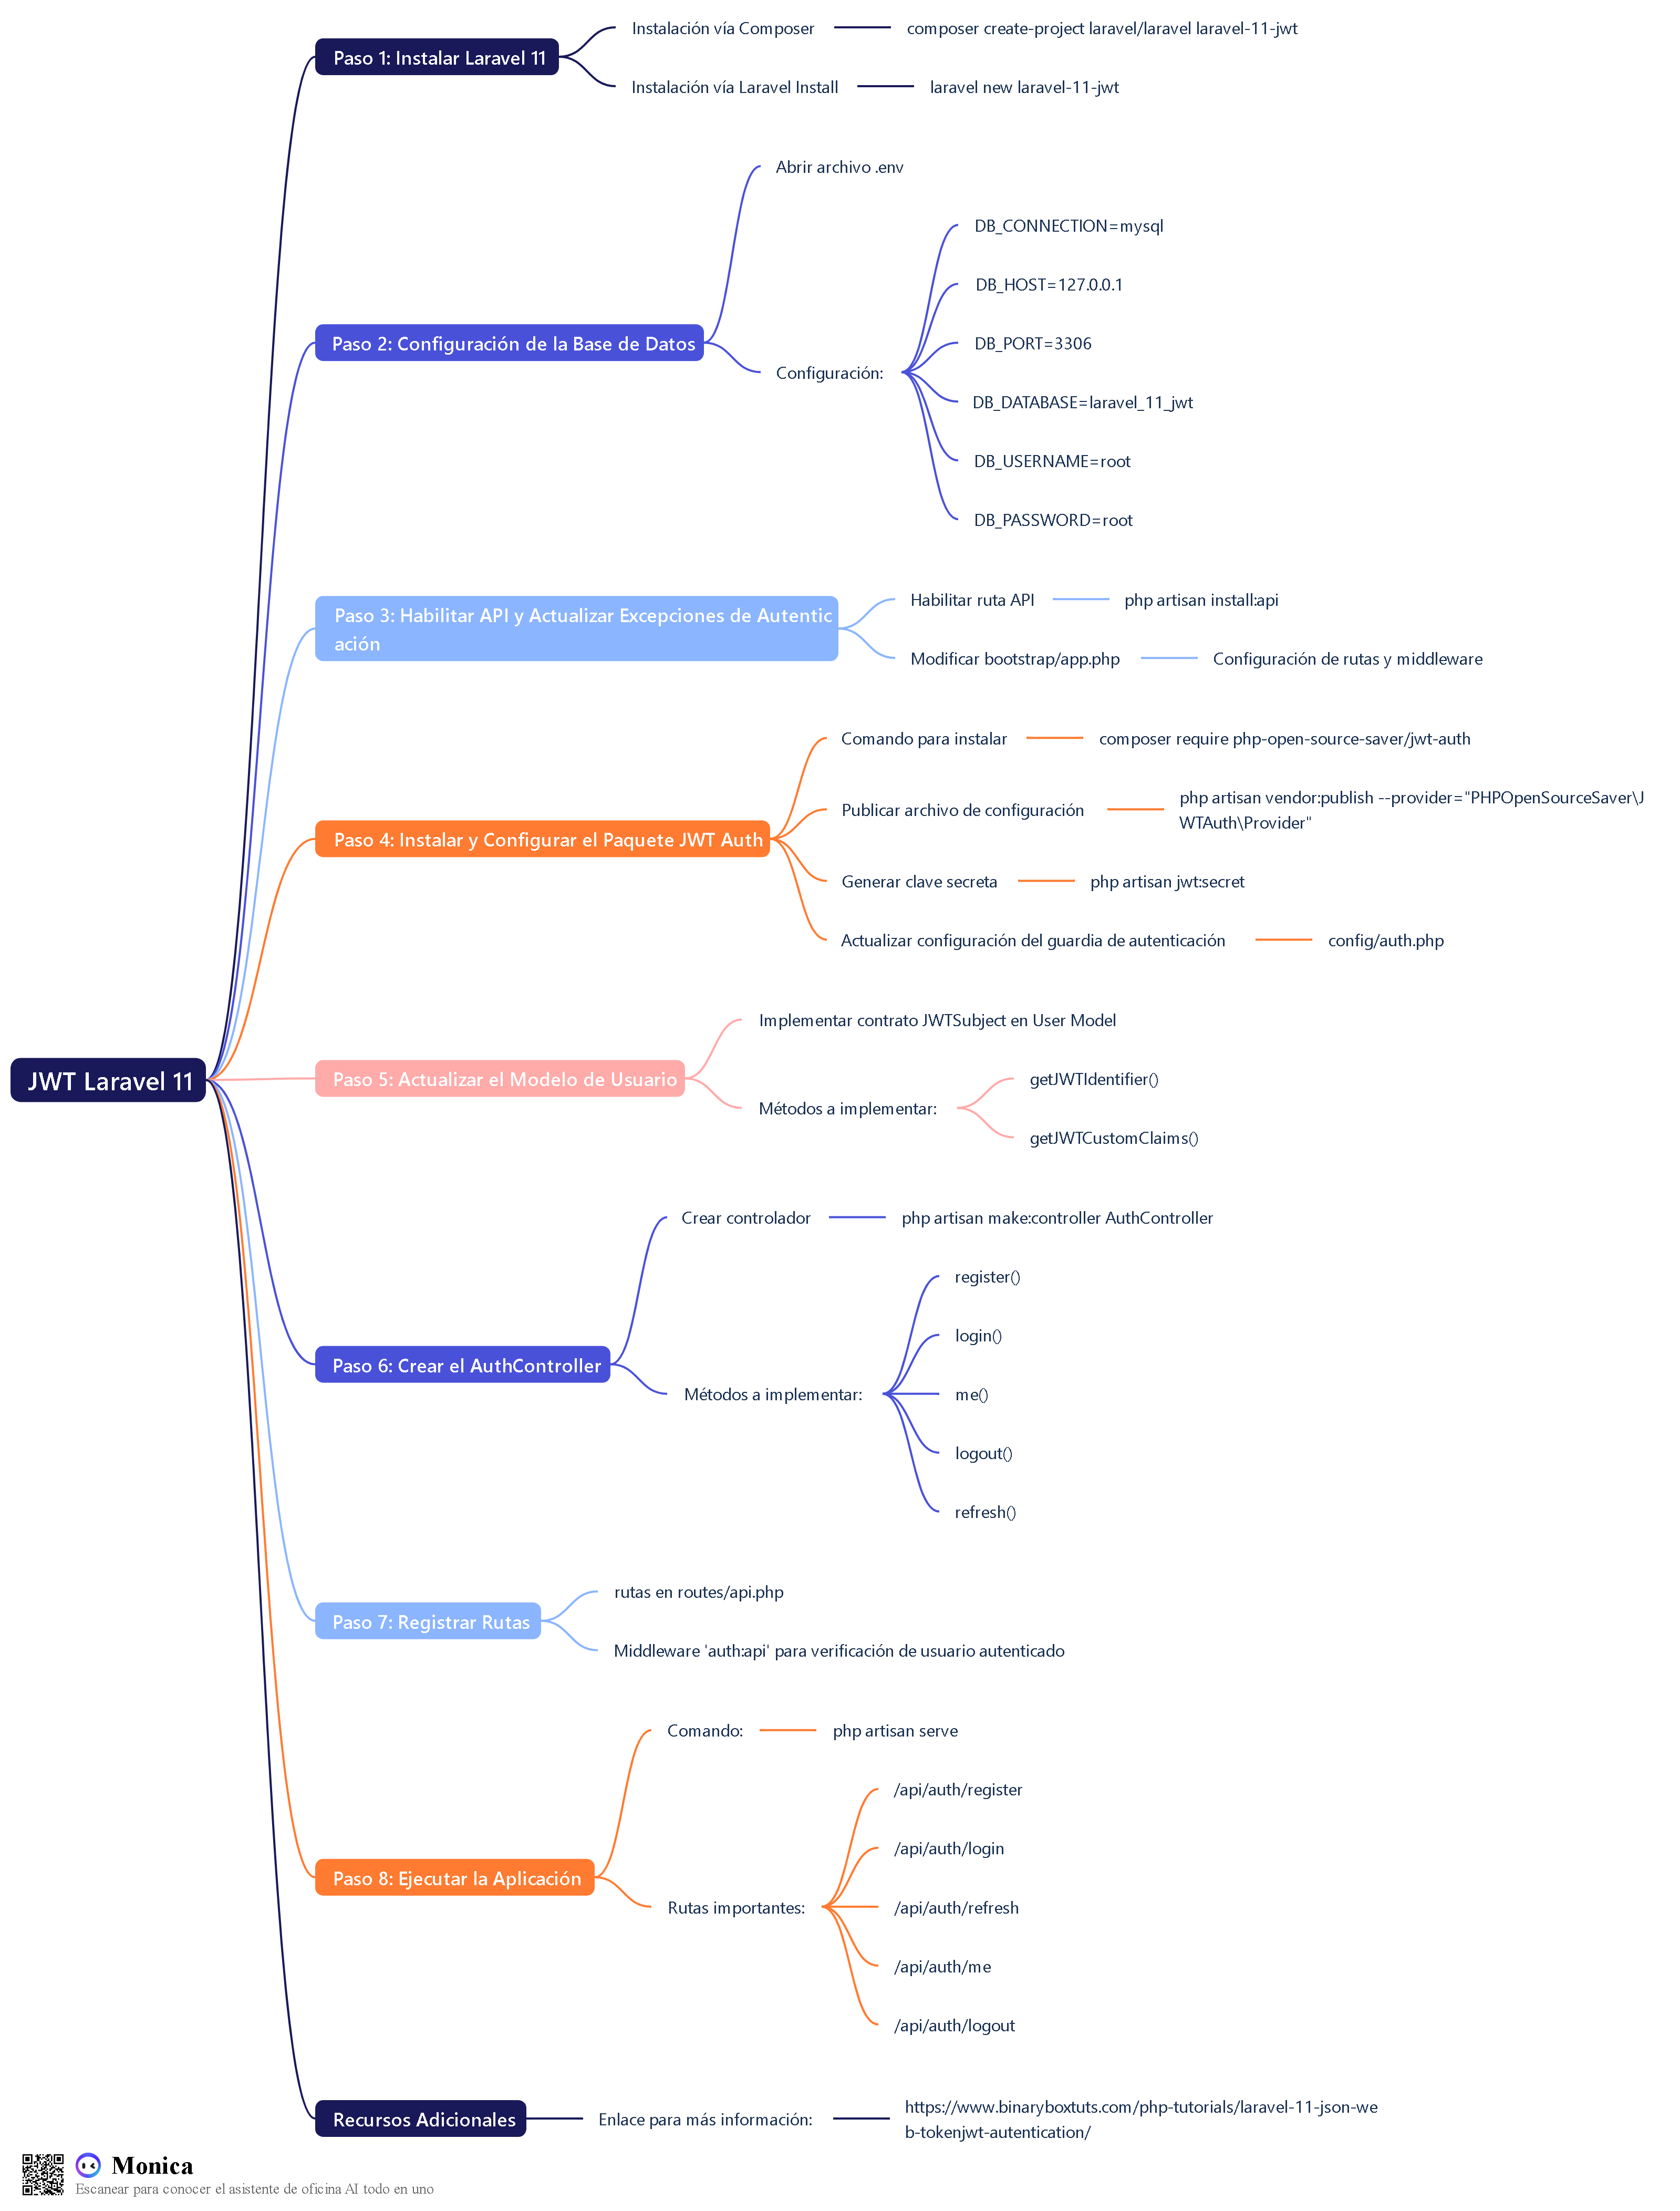 JWT Laravel 11
Paso 1: Instalar Laravel 11
Instalación vía Composer
composer create-project laravel/laravel laravel-11-jwt
Instalación vía Laravel Install
laravel new laravel-11-jwt
Paso 2: Configuración de la Base de Datos
Abrir archivo .env
Configuración:
DB_CONNECTION=mysql
DB_HOST=127.0.0.1
DB_PORT=3306
DB_DATABASE=laravel_11_jwt
DB_USERNAME=root
DB_PASSWORD=root
Paso 3: Habilitar API y Actualizar Excepciones de Autentic
ación
Habilitar ruta API
php artisan install:api
Modificar bootstrap/app.php
Configuración de rutas y middleware
Paso 4: Instalar y Configurar el Paquete JWT Auth
Comando para instalar
composer require php-open-source-saver/jwt-auth
Publicar archivo de configuración
php artisan vendor:publish --provider="PHPOpenSourceSaver\J
WTAuth\Provider"
Generar clave secreta
php artisan jwt:secret
Actualizar configuración del guardia de autenticación
config/auth.php
Paso 5: Actualizar el Modelo de Usuario
Implementar contrato JWTSubject en User Model
Métodos a implementar:
getJWTIdentifier()
getJWTCustomClaims()
Paso 6: Crear el AuthController
Crear controlador
php artisan make:controller AuthController
Métodos a implementar:
register()
login()
me()
logout()
refresh()
Paso 7: Registrar Rutas
rutas en routes/api.php
Middleware 'auth:api' para verificación de usuario autenticado
Paso 8: Ejecutar la Aplicación
Comando:
php artisan serve
Rutas importantes:
/api/auth/register
/api/auth/login
/api/auth/refresh
/api/auth/me
/api/auth/logout
Recursos Adicionales
Enlace para más información:
https://www.binaryboxtuts.com/php-tutorials/laravel-11-json-we
b-tokenjwt-autentication/
Monica
Escanear para conocer el asistente de oficina AI todo en uno